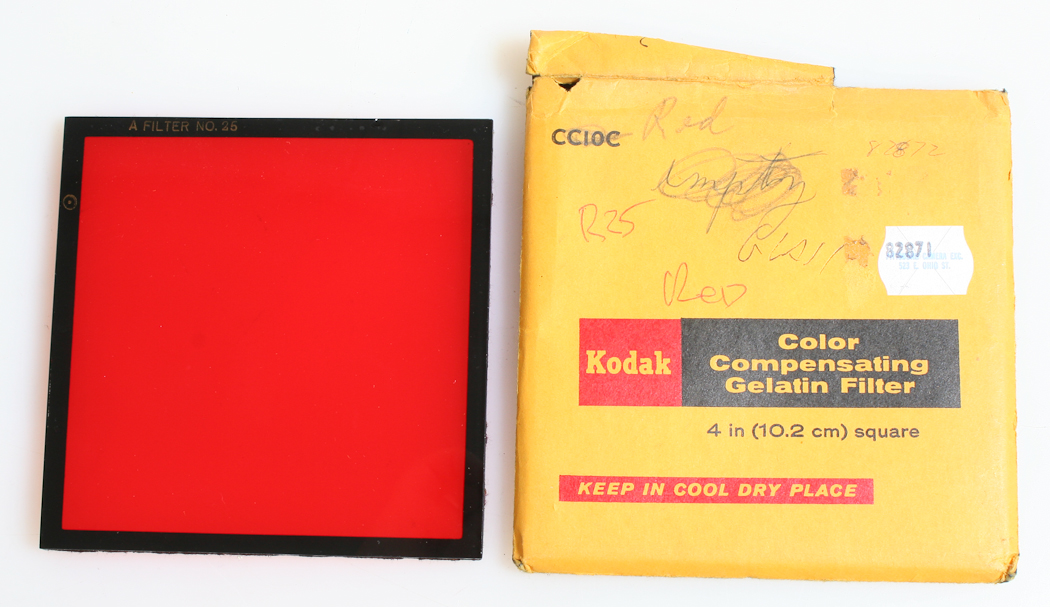 A FILTER NO. 25
CC10C
Red
Empty
82872
R25
82871
Red
Kodak
Color
Compensating
Gelatin Filter
4 in (10.2 cm) square
KEEP IN COOL DRY PLACE